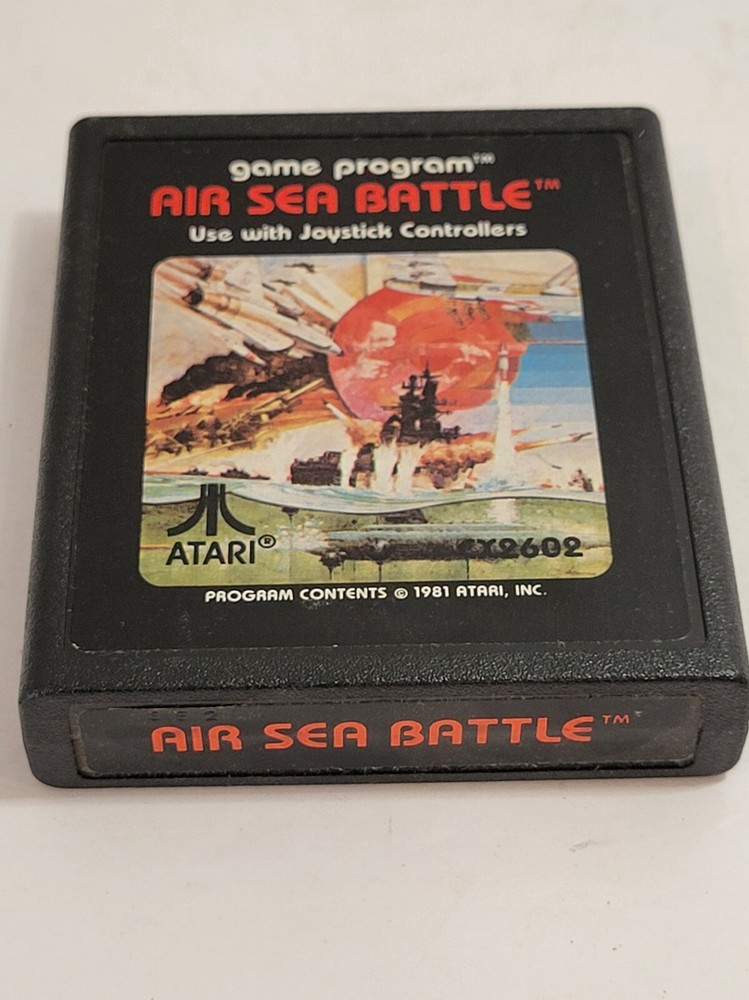 game program™
AIR SEA BATTLE™
Use with Joystick Controllers
ATARI®
CX2602
PROGRAM CONTENTS © 1981 ATARI, INC.
AIR SEA BATTLE™